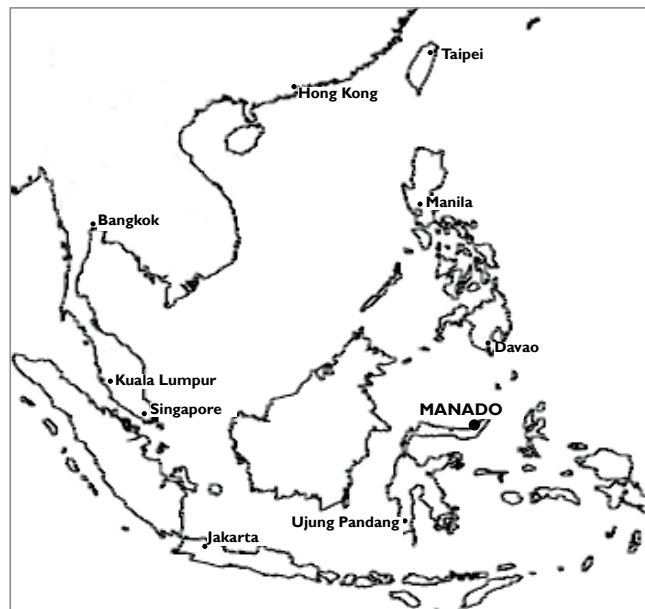 Taipei
Hong Kong
Manila
Bangkok
Davao
Kuala Lumpur
MANADO
Singapore
Ujung Pandang
Jakarta